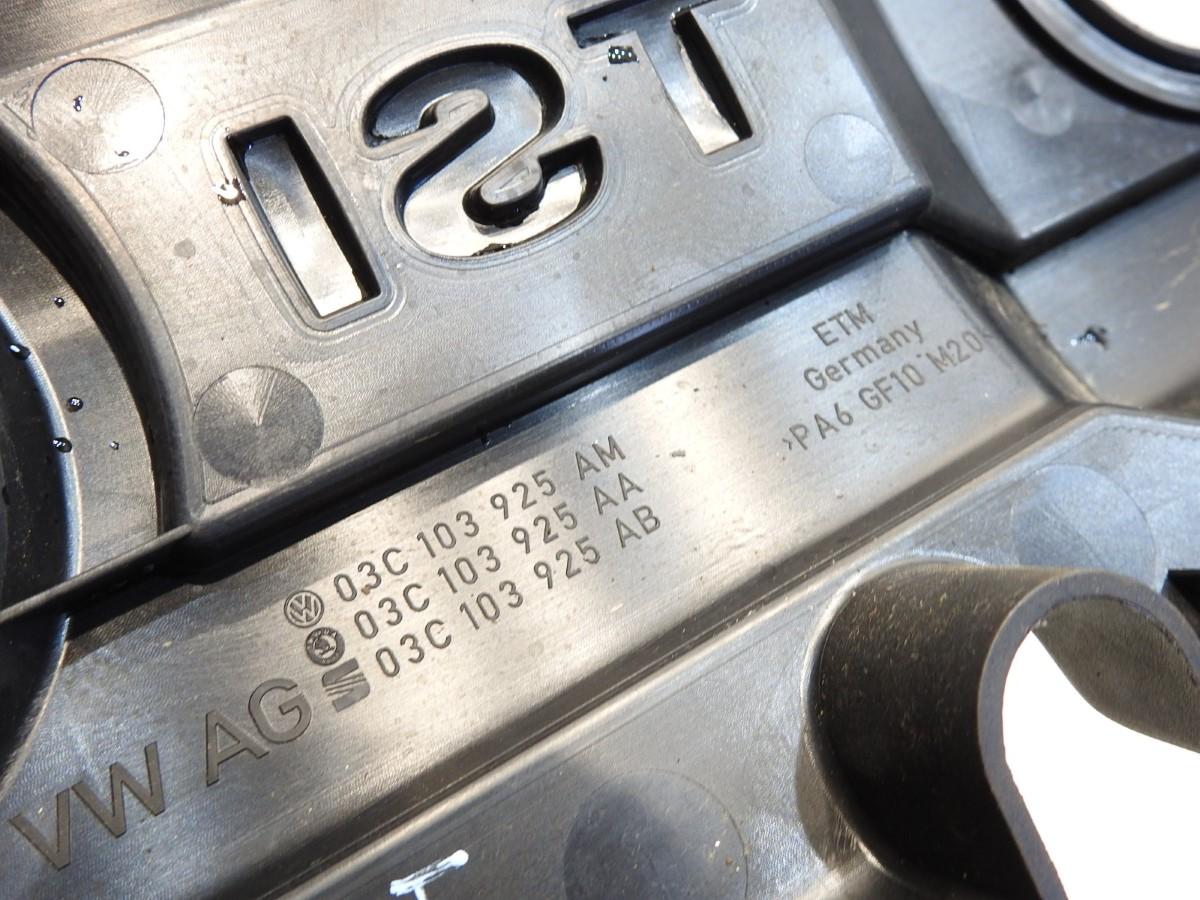 TSI
ETM
Germany
>PA6 GF10 M20
03C 103 925 AM
03C 103 925 AA
03C 103 925 AB
VW AG